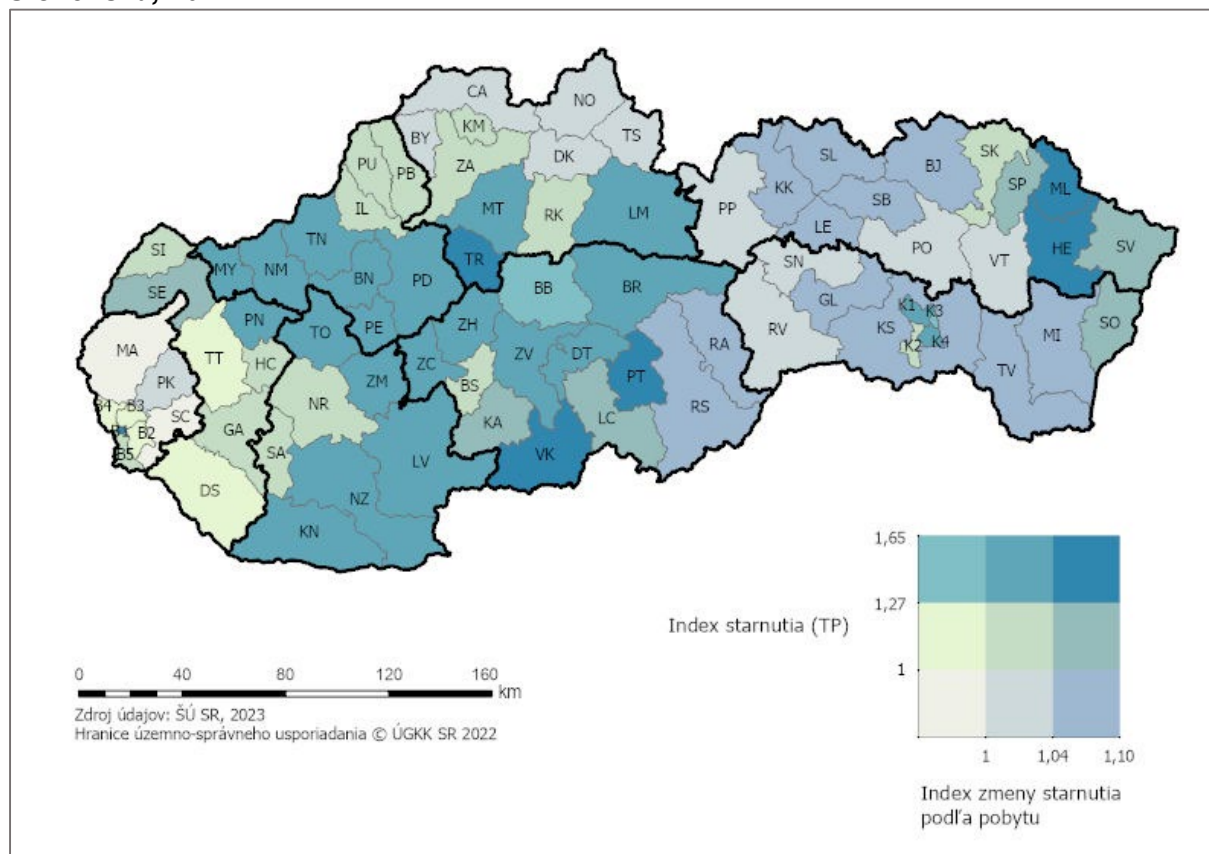 CA
NO
BY
KM
TS
PU
PB
ZA
DK
IL
SL
BJ
SK
SP
ML
KK
SB
MT
RK
LM
PP
LE
PO
HE
SV
TN
SI
TR
VT
MY
NM
BN
PD
SN
SE
BB
BR
GL
K1
K3
SO
PN
PE
ZH
RV
KS
MI
TO
MA
TT
HC
ZC
ZV
DT
RA
K2
K4
PK
ZM
BS
PT
TV
B4
B3
SC
NR
KA
LC
RS
B1
B2
GA
SA
VK
B5
LV
DS
NZ
KN
1,65
1,27
Index starnutia (TP)
1
1
1,04
1,10
Index zmeny starnutia
podľa pobytu
0 40 80 120 160
km
Zdroj údajov: ŠÚ SR, 2023
Hranice územno-správneho usporiadania © ÚGKK SR 2022